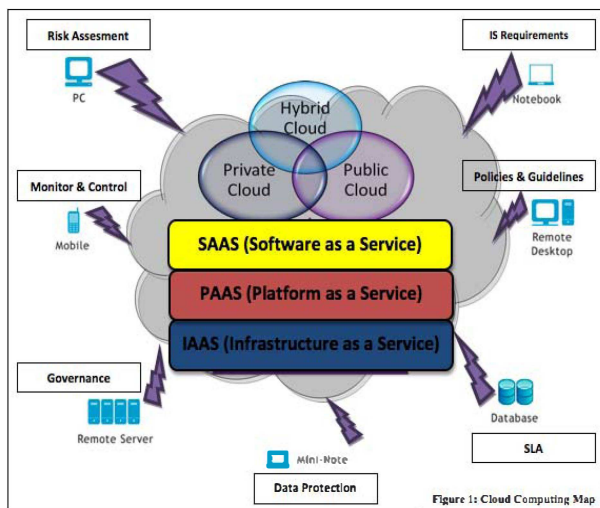 Risk Assesment
PC
IS Requirements
Notebook
Hybrid
Cloud
Private
Cloud
Public
Cloud
Monitor & Control
Mobile
Policies & Guidelines
Remote
Desktop
SAAS (Software as a Service)
PAAS (Platform as a Service)
IAAS (Infrastructure as a Service)
Governance
Remote Server
Database
SLA
Mini-Note
Data Protection
Figure 1: Cloud Computing Map